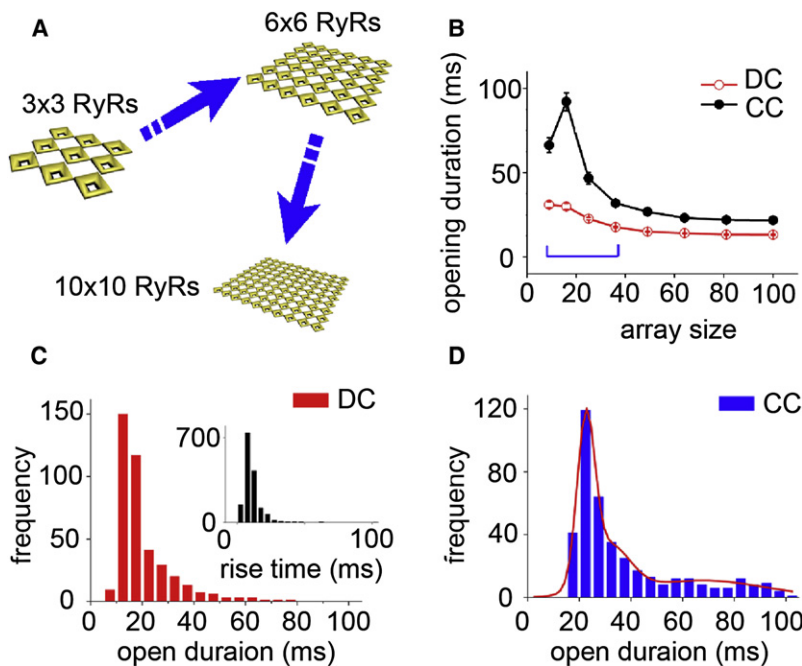 A
3x3 RyRs
6x6 RyRs
10x10 RyRs
B
opening duration (ms)
100
50
0
0 20 40 60 80 100
array size
DC
CC
C
frequency
150
100
50
0
0 20 40 60 80 100
open duraion (ms)
DC
700
0
0 100
rise time (ms)
D
frequency
120
80
40
0
0 20 40 60 80 100
open duraion (ms)
CC